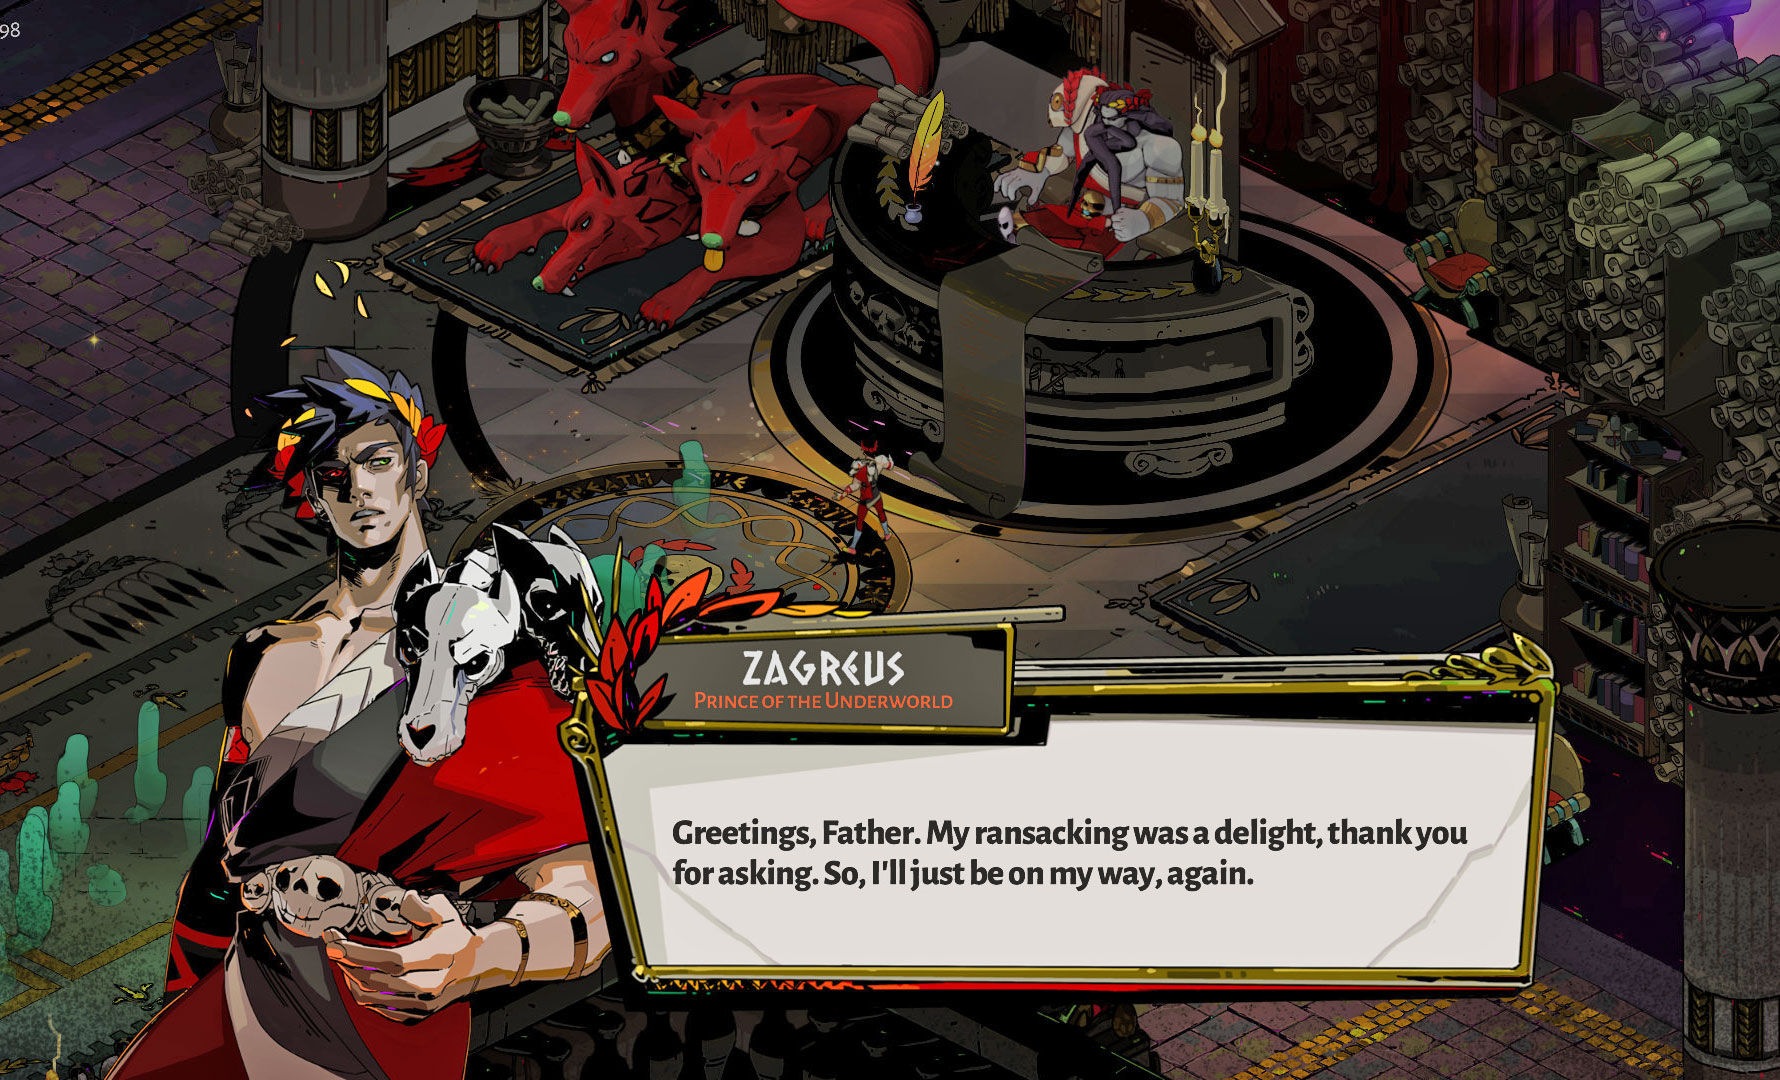 98
ZAGREUS
PRINCE OF THE UNDERWORLD
Greetings, Father. My ransacking was a delight, thank you
for asking. So, I'll just be on my way, again.